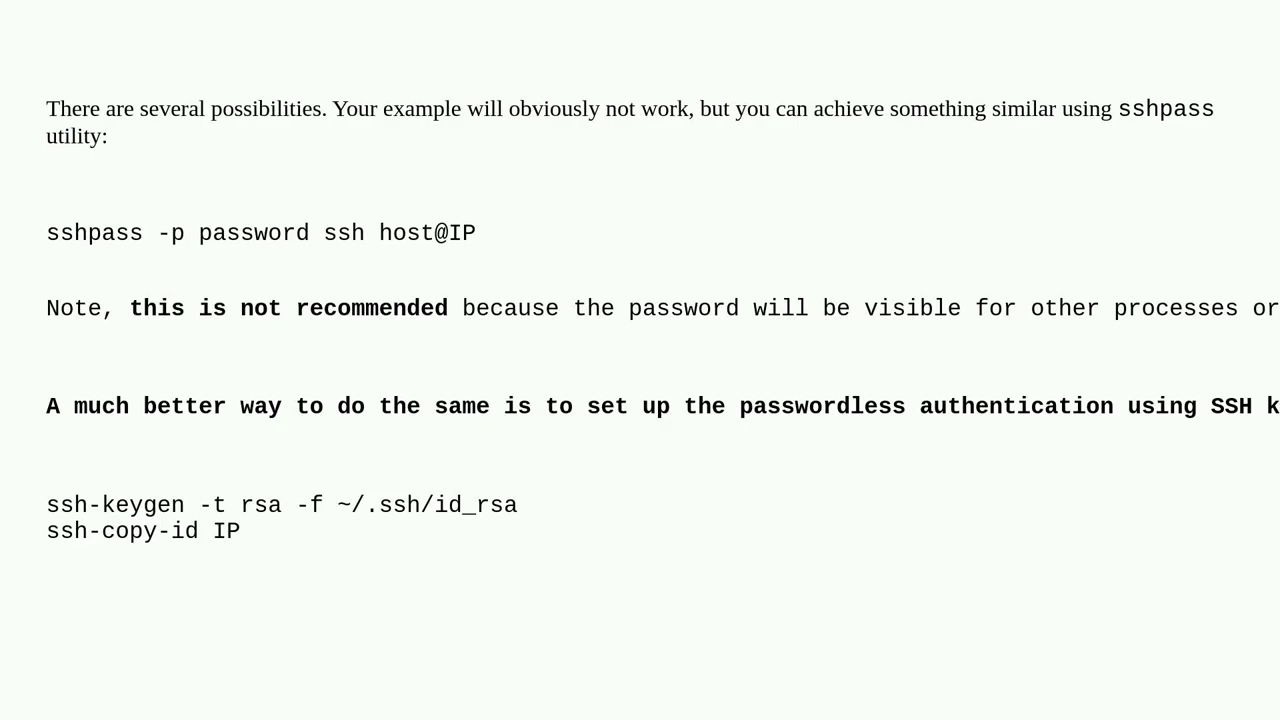 There are several possibilities. Your example will obviously not work, but you can achieve something similar using sshpass
utility:
sshpass -p password ssh host@IP
Note, this is not recommended because the password will be visible for other processes or
A much better way to do the same is to set up the passwordless authentication using SSH k
ssh-keygen -t rsa -f ~/.ssh/id_rsa
ssh-copy-id IP